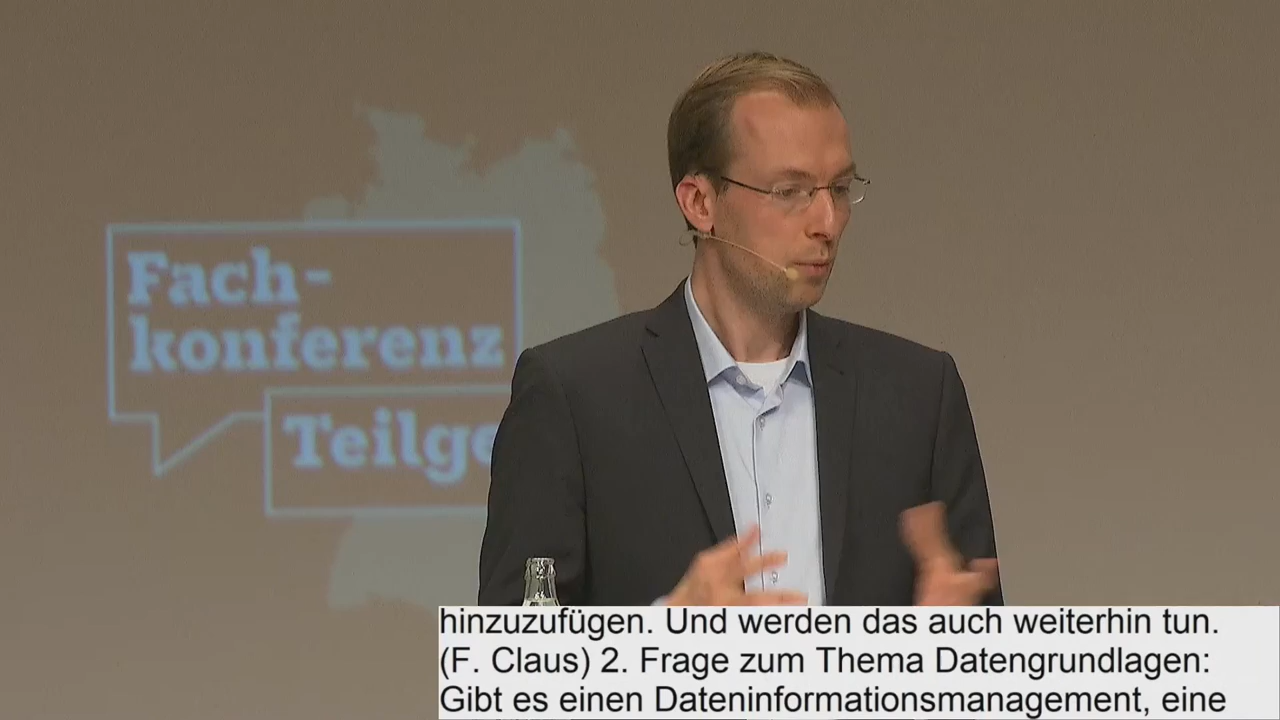 Fach-
konferenz
Teilge
hinzuzufügen. Und werden das auch weiterhin tun.
(F. Claus) 2. Frage zum Thema Datengrundlagen:
Gibt es einen Dateninformationsmanagement, eine